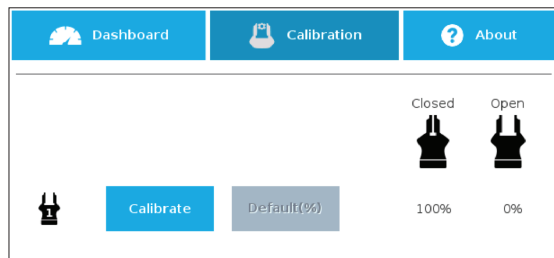 Dashboard
Calibration
? About
Closed Open
1 Calibrate Default(%) 100% 0%